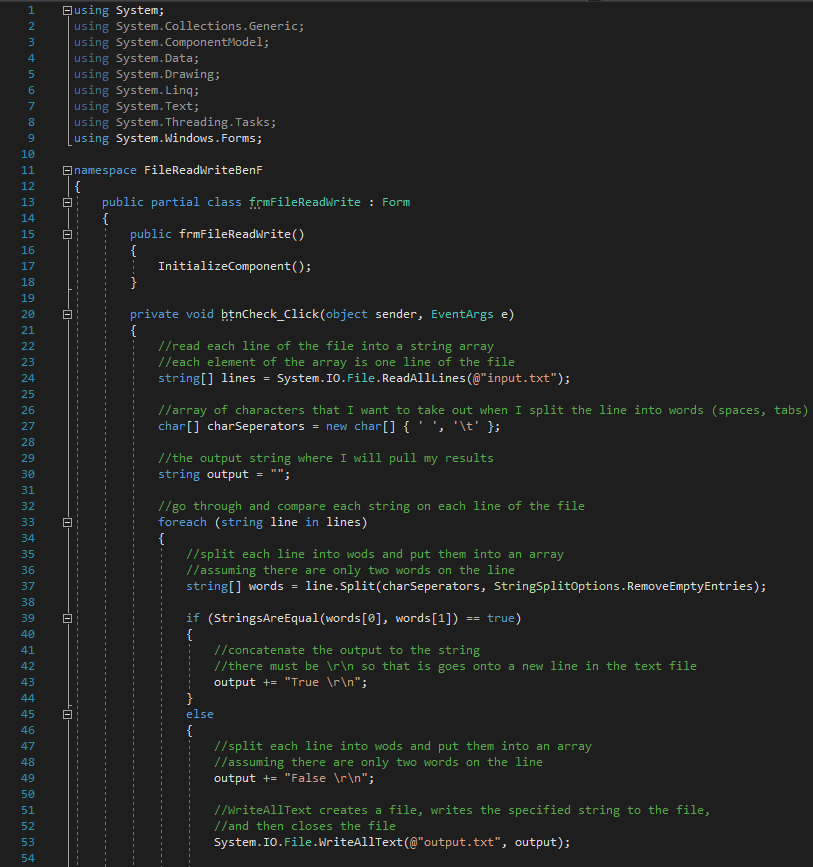 1 using System;
2 using System.Collections.Generic;
3 using System.ComponentModel;
4 using System.Data;
5 using System.Drawing;
6 using System.Linq;
7 using System.Text;
8 using System.Threading.Tasks;
9 using System.Windows.Forms;
10
11 namespace FileReadWriteBenF
12 {
13 public partial class frmFileReadWrite : Form
14 {
15 public frmFileReadWrite()
16 {
17 InitializeComponent();
18 }
19
20 private void btnCheck_Click(object sender, EventArgs e)
21 {
22 //read each line of the file into a string array
23 //each element of the array is one line of the file
24 string[] lines = System.IO.File.ReadAllLines(@"input.txt");
25
26 //array of characters that I want to take out when I split the line into words (spaces, tabs)
27 char[] charSeperators = new char[] { ' ', '\t' };
28
29 //the output string where I will pull my results
30 string output = "";
31
32 //go through and compare each string on each line of the file
33 foreach (string line in lines)
34 {
35 //split each line into wods and put them into an array
36 //assuming there are only two words on the line
37 string[] words = line.Split(charSeperators, StringSplitOptions.RemoveEmptyEntries);
38
39 if (StringsAreEqual(words[0], words[1]) == true)
40 {
41 //concatenate the output to the string
42 //there must be \r\n so that is goes onto a new line in the text file
43 output += "True \r\n";
44 }
45 else
46 {
47 //split each line into wods and put them into an array
48 //assuming there are only two words on the line
49 output += "False \r\n";
50
51 //WriteAllText creates a file, writes the specified string to the file,
52 //and then closes the file
53 System.IO.File.WriteAllText(@"output.txt", output);
54